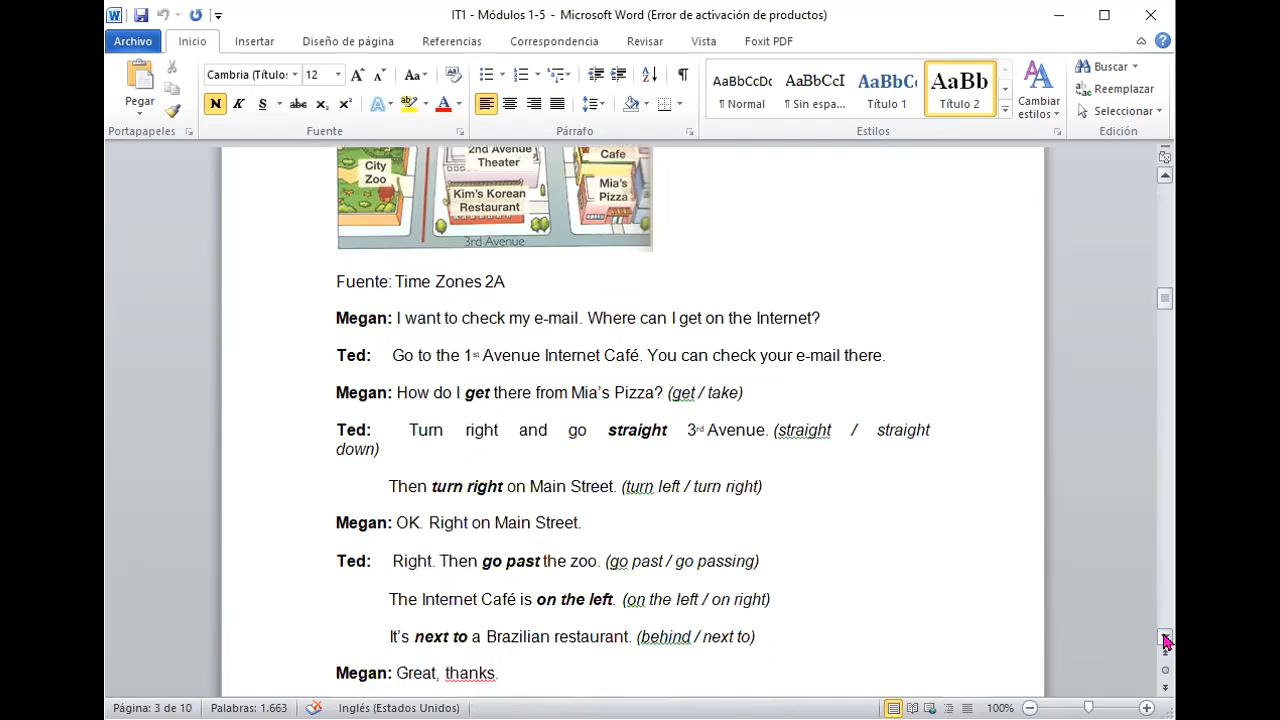 IT1 - Módulos 1-5 - Microsoft Word (Error de activación de productos)
Archivo Inicio Insertar Diseño de página Referencias Correspondencia Revisar Vista Foxit PDF
Pegar
Cambria (Título: 12
N K S abc x₂ x²
Aa
AaBbCcDc AaBbCcI AaBbCc AaBb
¶ Normal ¶ Sin espa... Título 1 Título 2
Cambiar estilos
Buscar
Reemplazar
Seleccionar
Portapapeles Fuente Párrafo Estilos Edición
City
Zoo
2nd Avenue
Theater
Kim's Korean
Restaurant
Cafe
Mia's
Pizza
3rd Avenue
Fuente: Time Zones 2A
Megan: I want to check my e-mail. Where can I get on the Internet?
Ted: Go to the 1st Avenue Internet Café. You can check your e-mail there.
Megan: How do I get there from Mia's Pizza? (get / take)
Ted: Turn right and go straight 3rd Avenue. (straight / straight
down)
Then turn right on Main Street. (turn left / turn right)
Megan: OK. Right on Main Street.
Ted: Right. Then go past the zoo. (go past / go passing)
The Internet Café is on the left. (on the left / on right)
It's next to a Brazilian restaurant. (behind / next to)
Megan: Great, thanks.
Página: 3 de 10 Palabras: 1.663 Inglés (Estados Unidos) 100%